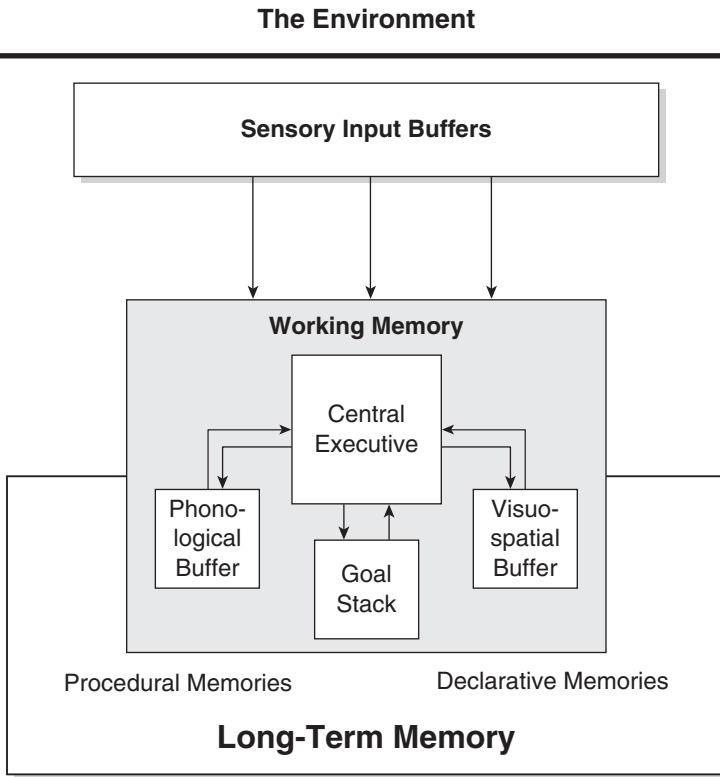 The Environment
Sensory Input Buffers
Working Memory
Central
Executive
Phono-
logical
Buffer
Visuo-
spatial
Buffer
Goal
Stack
Procedural Memories
Declarative Memories
Long-Term Memory